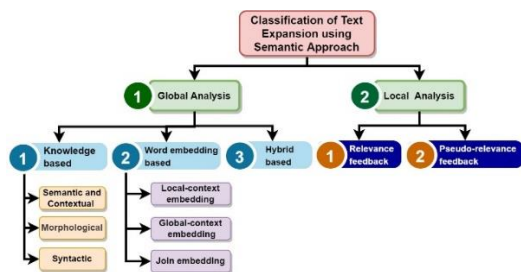 Classification of Text
Expansion using
Semantic Approach
1
Global Analysis
2
Local Analysis
1
Knowledge
based
2
Word embedding
based
3
Hybrid based
1
Relevance
feedback
2
Pseudo-relevance
feedback
Semantic and
Contextual
Morphological
Syntactic
Local-context
embedding
Global-context
embedding
Join embedding